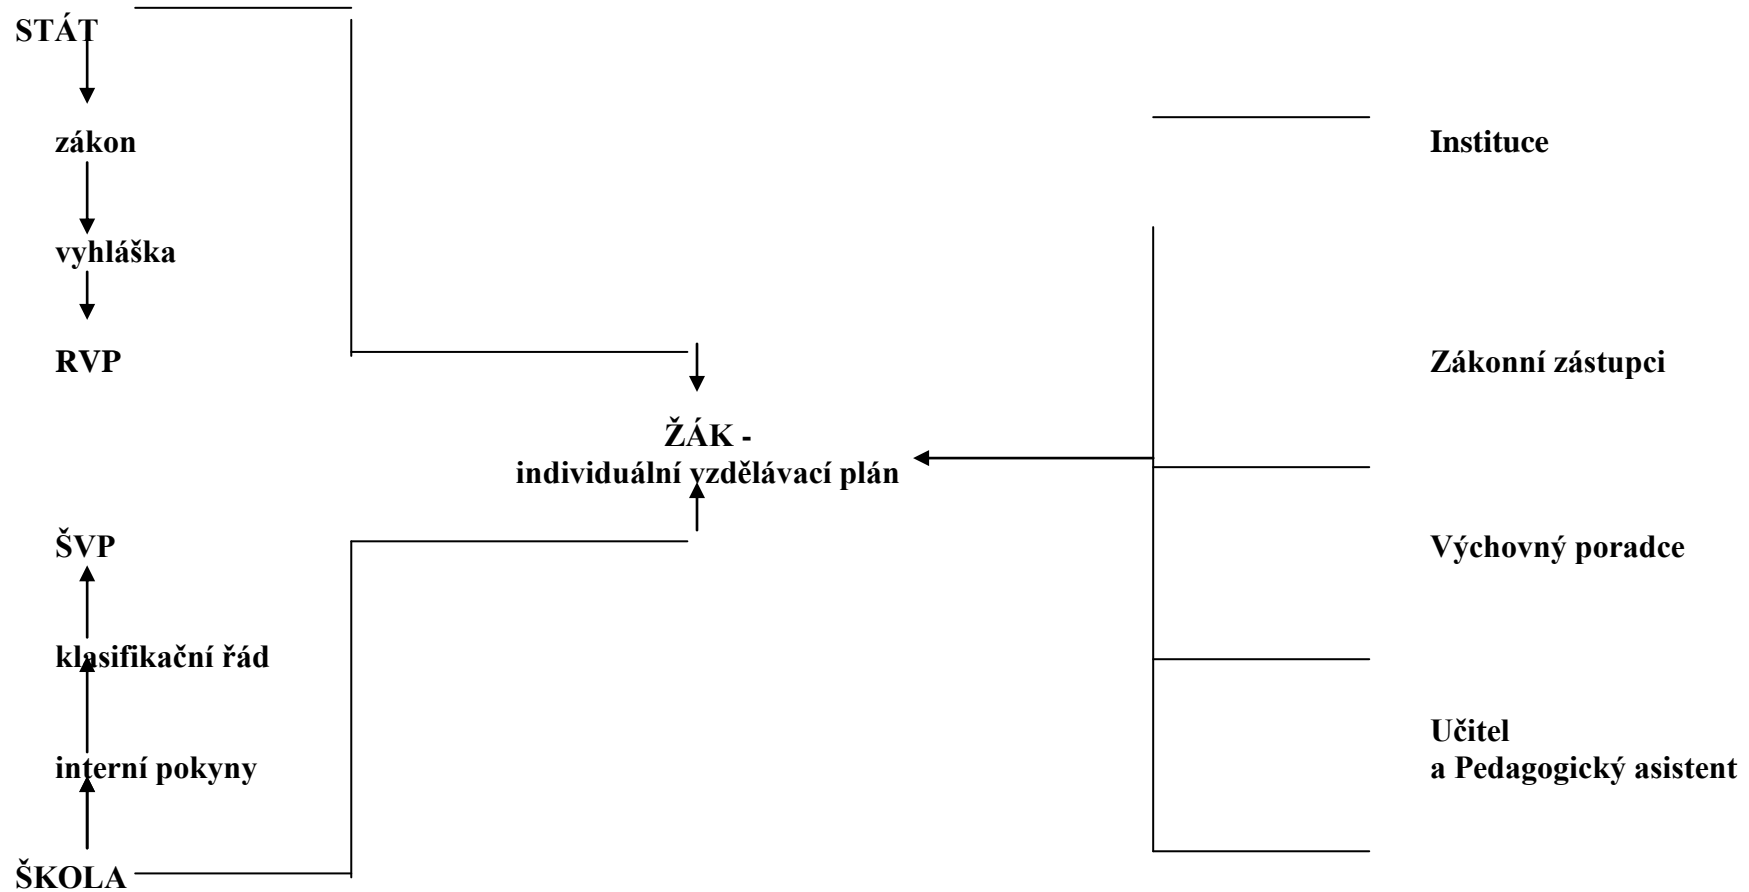 STÁT
zákon
Instituce
vyhláška
RVP
Zákonní zástupci
ŽÁK -
individuální vzdělávací plán
ŠVP
Výchovný poradce
klasifikační řád
Učitel
a Pedagogický asistent
interní pokyny
ŠKOLA